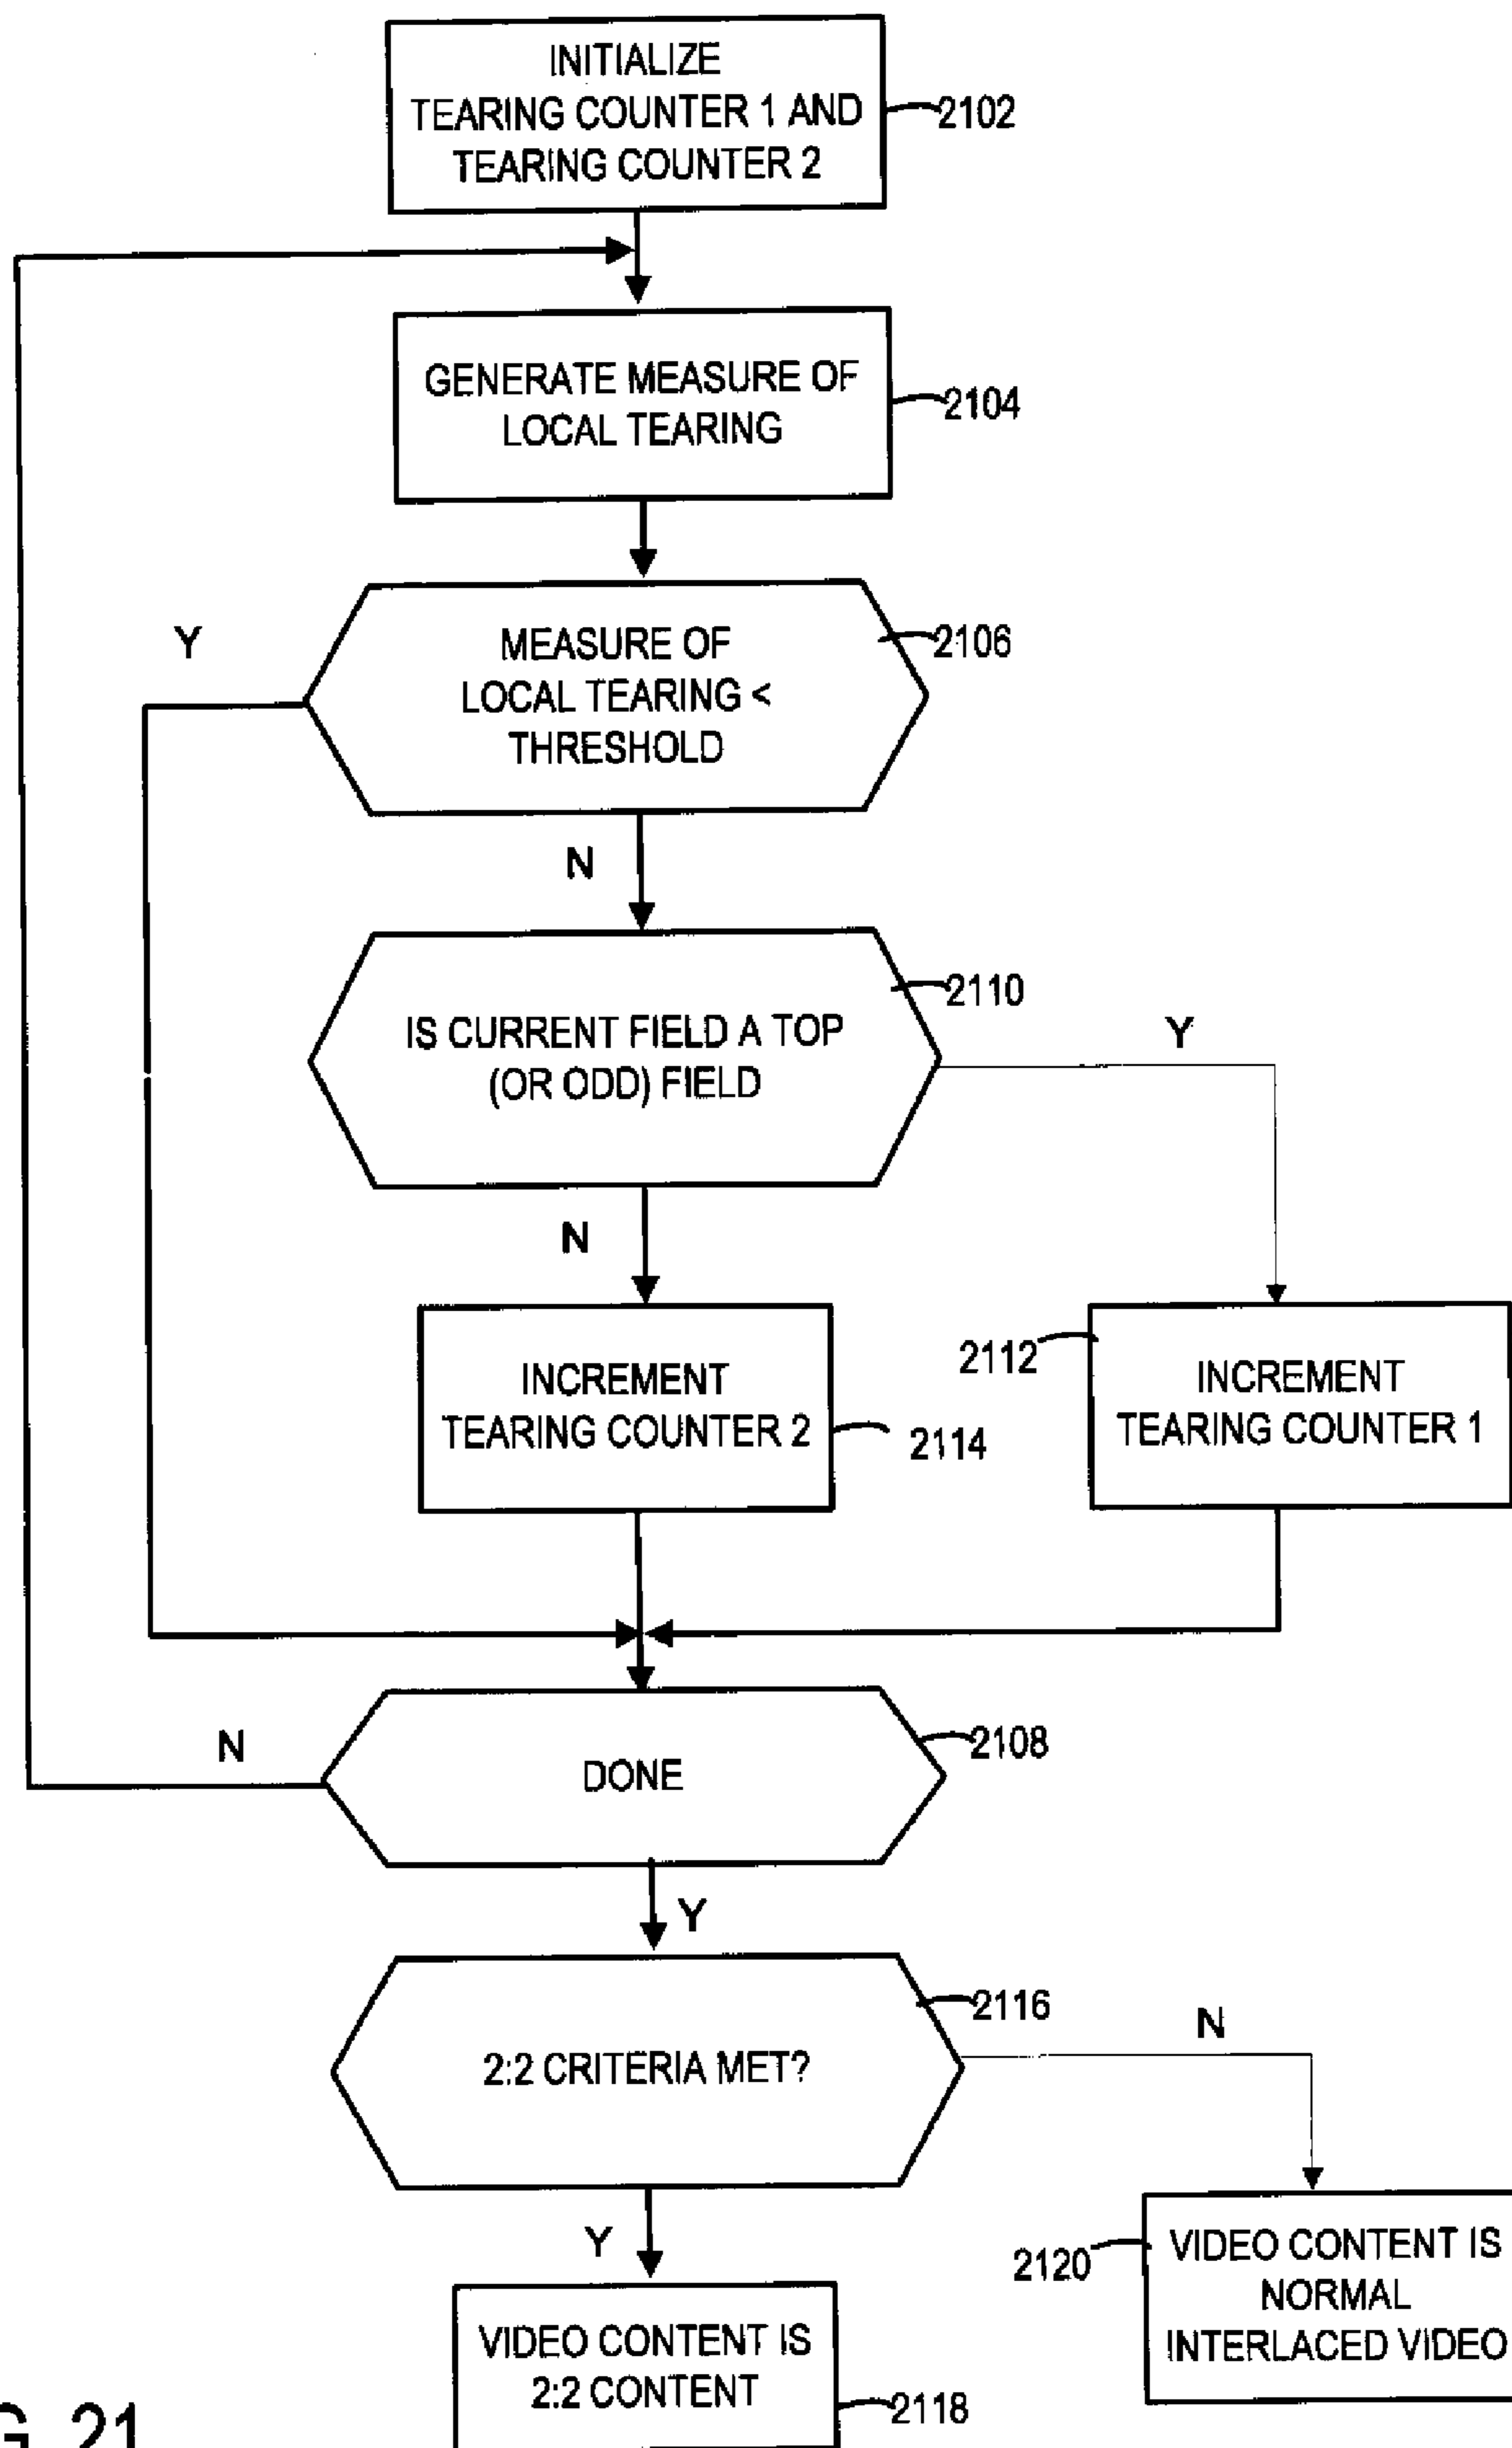 INITIALIZE
TEARING COUNTER 1 AND
TEARING COUNTER 2
2102
GENERATE MEASURE OF
LOCAL TEARING
2104
Y
MEASURE OF
LOCAL TEARING <
THRESHOLD
2106
N
IS CURRENT FIELD A TOP
(OR ODD) FIELD
2110
Y
N
INCREMENT
TEARING COUNTER 2
2114
2112
INCREMENT
TEARING COUNTER 1
N
DONE
2108
Y
2:2 CRITERIA MET?
2116
N
Y
VIDEO CONTENT IS
2:2 CONTENT
2118
2120
VIDEO CONTENT IS
NORMAL
INTERLACED VIDEO
G 21